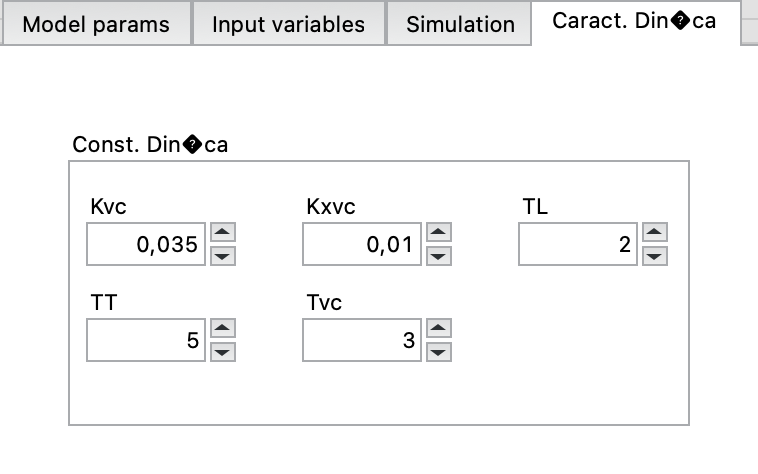 Model params Input variables Simulation Caract. Din�ca
Const. Din�ca
Kvc Kxvc TL
0,035 0,01 2
TT Tvc
5 3